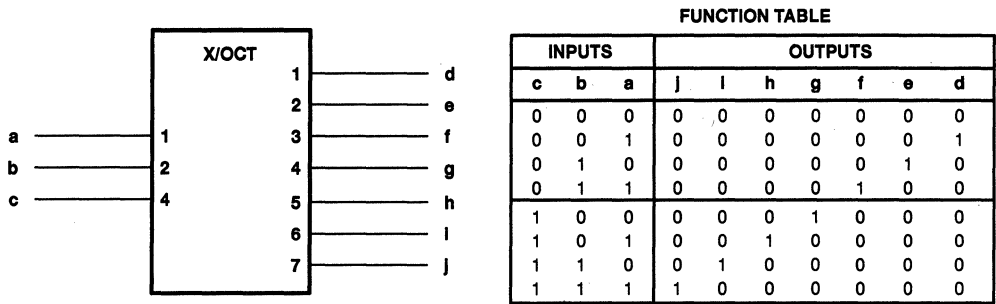 X/OCT
a
b
c
1
2
4
1
2
3
4
5
6
7
d
e
f
g
h
I
j
FUNCTION TABLE
INPUTS OUTPUTS
c b a j I h g f e d
0 0 0 0 0 0 0 0 0 0
0 0 1 0 0 0 0 0 0 1
0 1 0 0 0 0 0 0 1 0
0 1 1 0 0 0 0 1 0 0
1 0 0 0 0 0 1 0 0 0
1 0 1 0 0 1 0 0 0 0
1 1 0 0 1 0 0 0 0 0
1 1 1 1 0 0 0 0 0 0